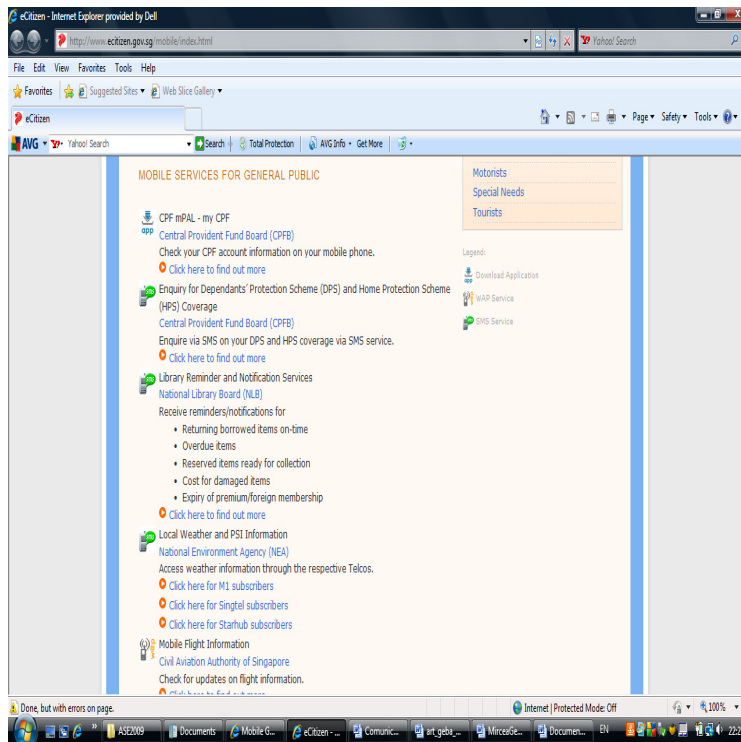 eCitizen - Internet Explorer provided by Dell
http://www.ecitizen.gov.sg/mobile/index.html
Yahoo! Search
File Edit View Favorites Tools Help
Favorites Suggested Sites Web Slice Gallery
eCitizen
Page Safety Tools
AVG Yahoo! Search Search Total Protection AVG Info Get More
MOBILE SERVICES FOR GENERAL PUBLIC
CPF mPAL - my CPF
app
Central Provident Fund Board (CPFB)
Check your CPF account information on your mobile phone.
Click here to find out more
Enquiry for Dependants' Protection Scheme (DPS) and Home Protection Scheme
(HPS) Coverage
Central Provident Fund Board (CPFB)
Enquire via SMS on your DPS and HPS coverage via SMS service.
Click here to find out more
Library Reminder and Notification Services
National Library Board (NLB)
Receive reminders/notifications for
• Returning borrowed items on-time
• Overdue items
• Reserved items ready for collection
• Cost for damaged items
• Expiry of premium/foreign membership
Click here to find out more
Local Weather and PSI Information
National Environment Agency (NEA)
Access weather information through the respective Telcos.
Click here for M1 subscribers
Click here for Singtel subscribers
Click here for Starhub subscribers
Mobile Flight Information
Civil Aviation Authority of Singapore
Check for updates on flight information.
Click here to find out more
Motorists
Special Needs
Tourists
Legend:
app Download Application
WAP Service
SMS Service
Done, but with errors on page.
Internet | Protected Mode: Off
100%
ASE2009 Documents Mobile G... eCitizen - ... Comunic... art_geba_... MirceaGe... Documen... EN 22:2